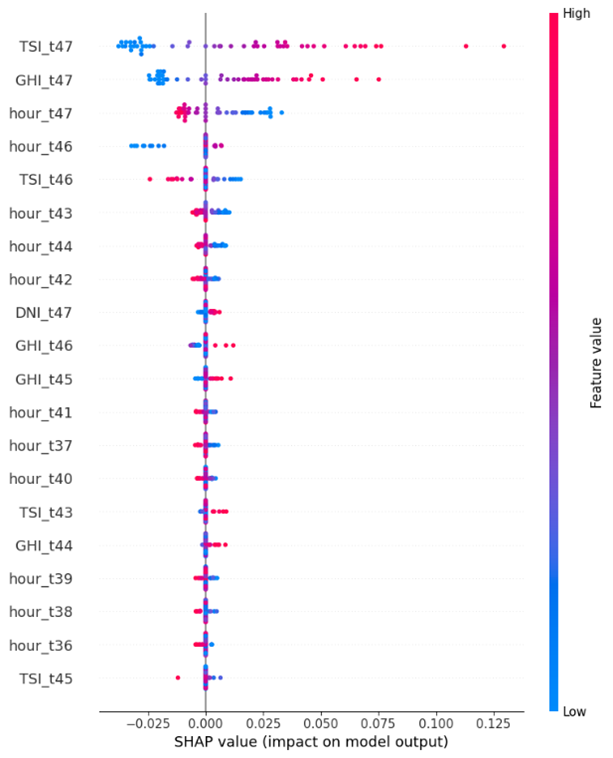 High
TSI_t47
GHI_t47
hour_t47
hour_t46
TSI_t46
hour_t43
hour_t44
hour_t42
DNI_t47
GHI_t46
GHI_t45
hour_t41
hour_t37
hour_t40
TSI_t43
GHI_t44
hour_t39
hour_t38
hour_t36
TSI_t45
Feature value
Low
−0.025 0.000 0.025 0.050 0.075 0.100 0.125
SHAP value (impact on model output)